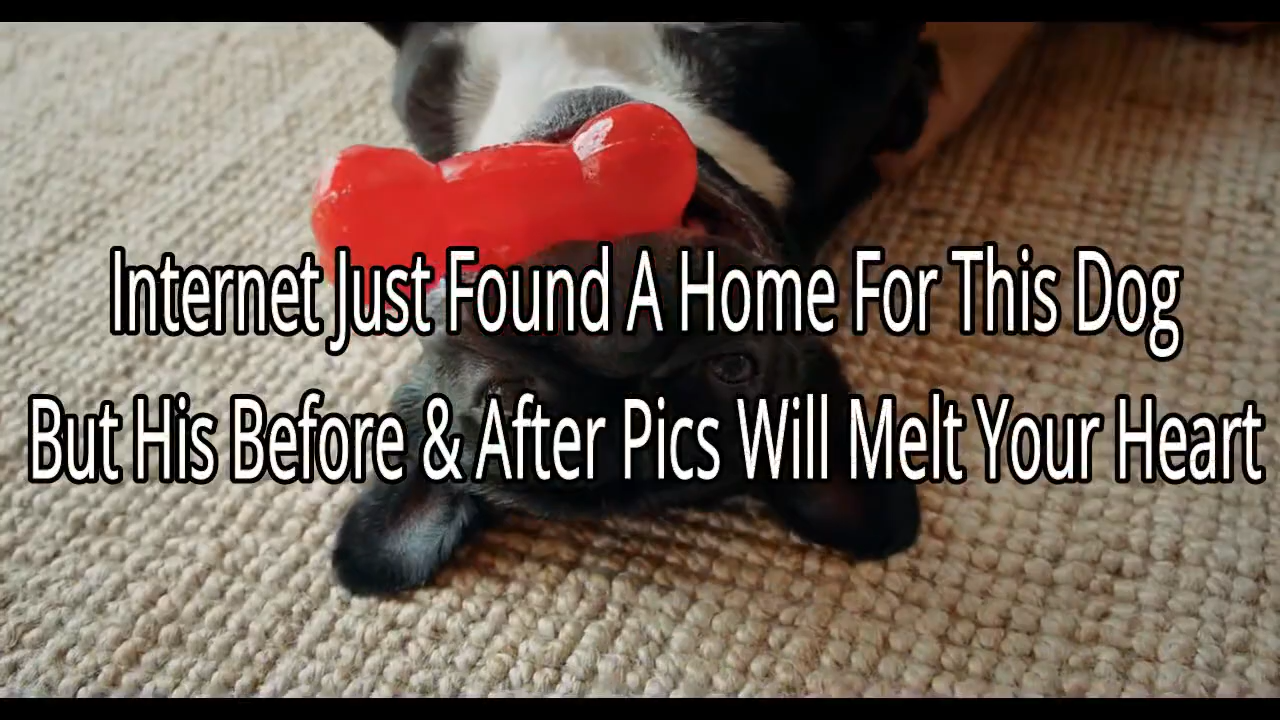 Internet Just Found A Home For This Dog
But His Before & After Pics Will Melt Your Heart